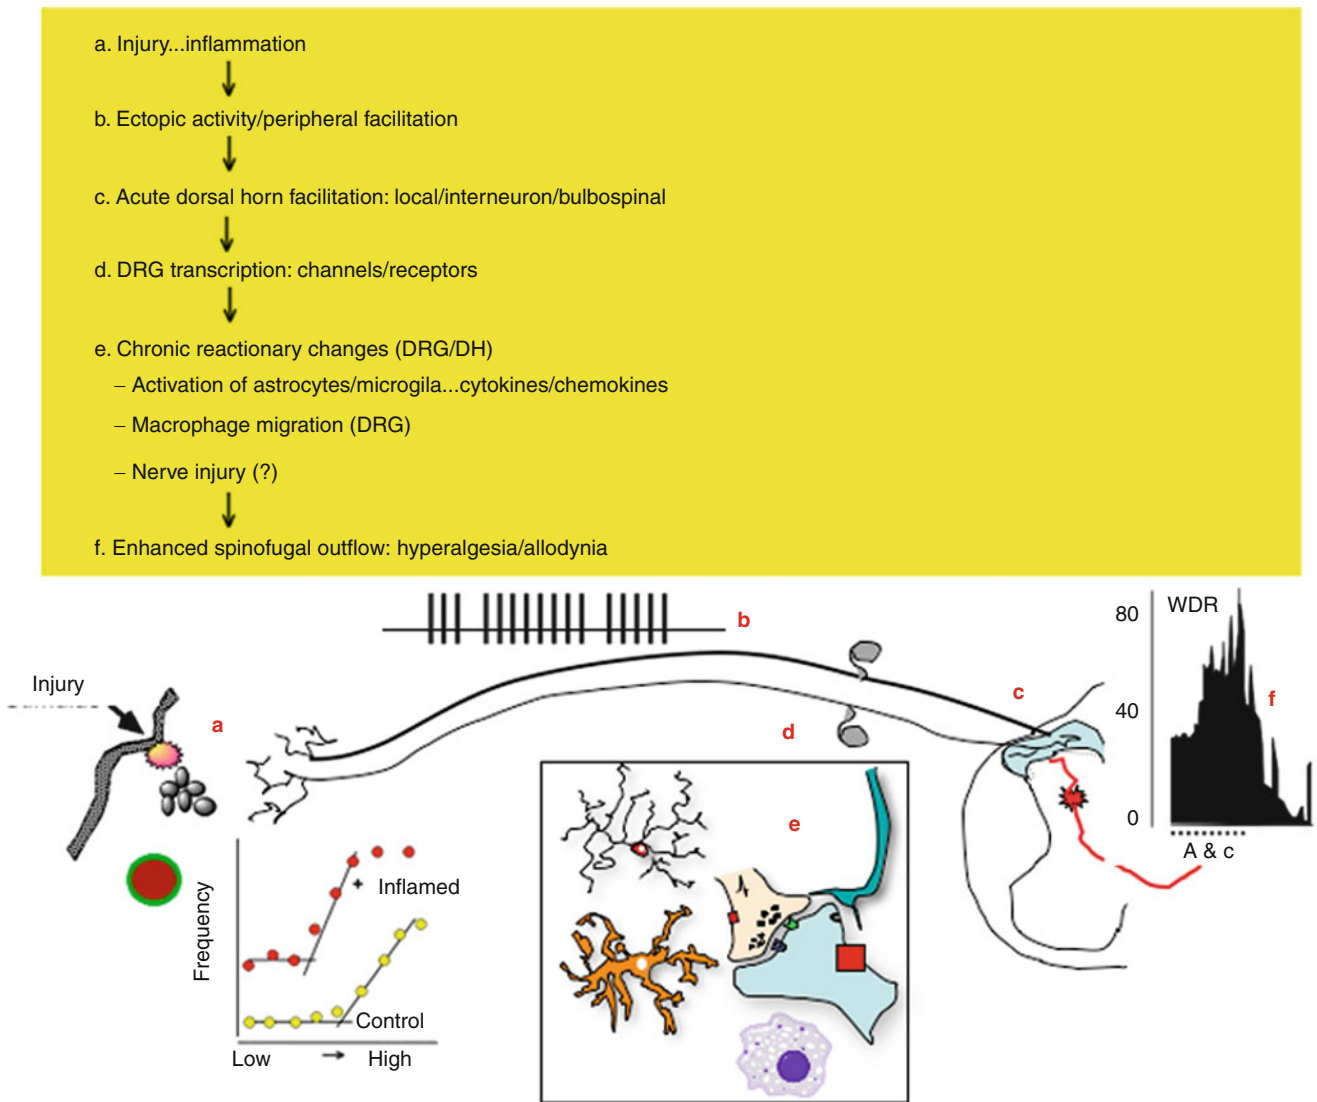 a. Injury...inflammation
b. Ectopic activity/peripheral facilitation
c. Acute dorsal horn facilitation: local/interneuron/bulbospinal
d. DRG transcription: channels/receptors
e. Chronic reactionary changes (DRG/DH)
– Activation of astrocytes/microgila...cytokines/chemokines
– Macrophage migration (DRG)
– Nerve injury (?)
f. Enhanced spinofugal outflow: hyperalgesia/allodynia
b
80
WDR
Injury
a
c
40
f
d
0
A & c
e
Frequency
+ Inflamed
Control
Low → High